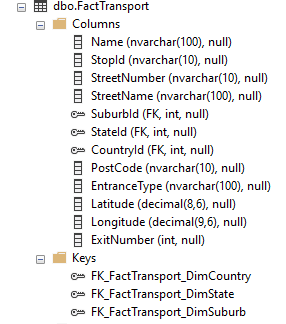 dbo.FactTransport
Columns
Name (nvarchar(100), null)
StopId (nvarchar(10), null)
StreetNumber (nvarchar(10), null)
StreetName (nvarchar(100), null)
SuburbId (FK, int, null)
StateId (FK, int, null)
CountryId (FK, int, null)
PostCode (nvarchar(10), null)
EntranceType (nvarchar(100), null)
Latitude (decimal(8,6), null)
Longitude (decimal(9,6), null)
ExitNumber (int, null)
Keys
FK_FactTransport_DimCountry
FK_FactTransport_DimState
FK_FactTransport_DimSuburb